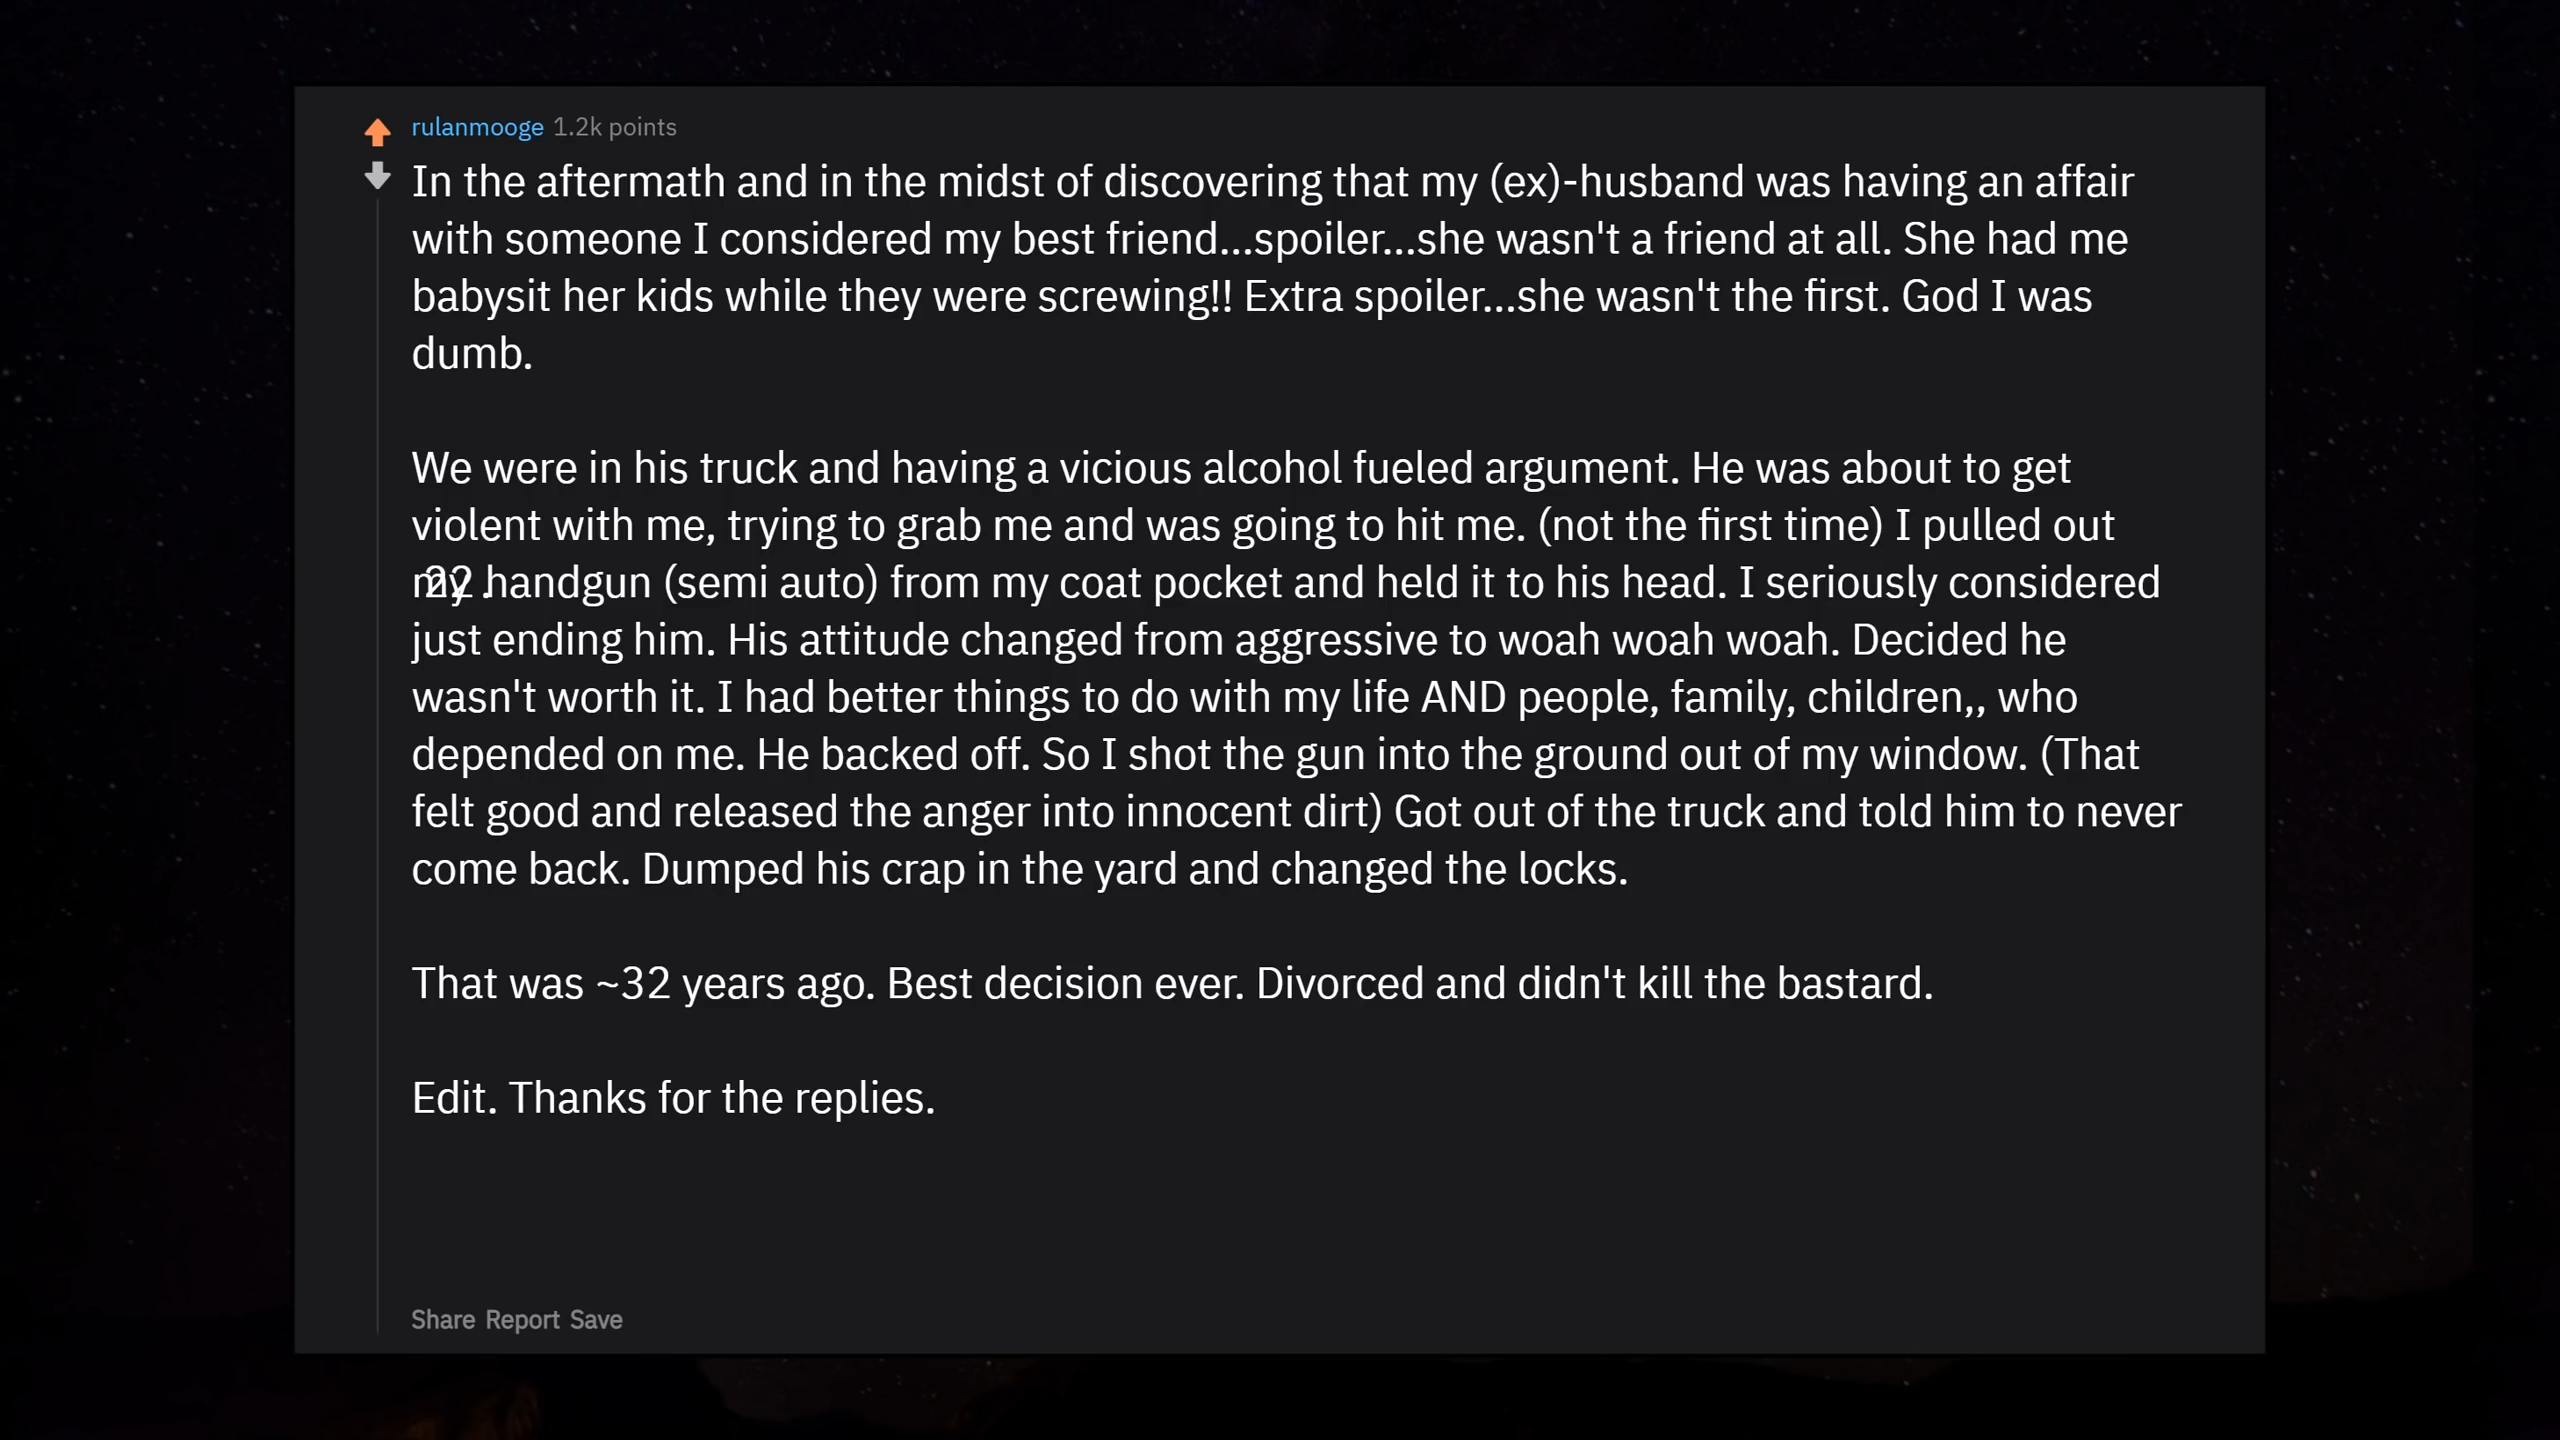 rulanmooge 1.2k points
In the aftermath and in the midst of discovering that my (ex)-husband was having an affair
with someone I considered my best friend...spoiler...she wasn't a friend at all. She had me
babysit her kids while they were screwing!! Extra spoiler...she wasn't the first. God I was
dumb.
We were in his truck and having a vicious alcohol fueled argument. He was about to get
violent with me, trying to grab me and was going to hit me. (not the first time) I pulled out
my 22 .handgun (semi auto) from my coat pocket and held it to his head. I seriously considered
just ending him. His attitude changed from aggressive to woah woah woah. Decided he
wasn't worth it. I had better things to do with my life AND people, family, children,, who
depended on me. He backed off. So I shot the gun into the ground out of my window. (That
felt good and released the anger into innocent dirt) Got out of the truck and told him to never
come back. Dumped his crap in the yard and changed the locks.
That was ~32 years ago. Best decision ever. Divorced and didn't kill the bastard.
Edit. Thanks for the replies.
Share Report Save